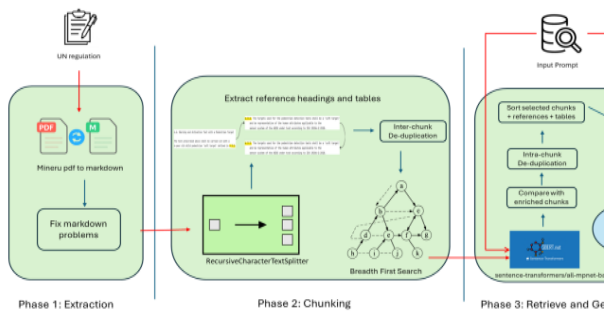 UN regulation
PDF
M
Mineru pdf to markdown
Fix markdown
problems
Phase 1: Extraction
Extract reference headings and tables
Inter-chunk
De-duplication
RecursiveCharacterTextSplitter
a
b
c
d
e
f
g
h
i
j
k
Breadth First Search
Phase 2: Chunking
Input Prompt
Sort selected chunks
+ references + tables
Intra-chunk
De-duplication
Compare with
enriched chunks
sentence-transformers/all-mpnet-ba
Phase 3: Retrieve and Ge